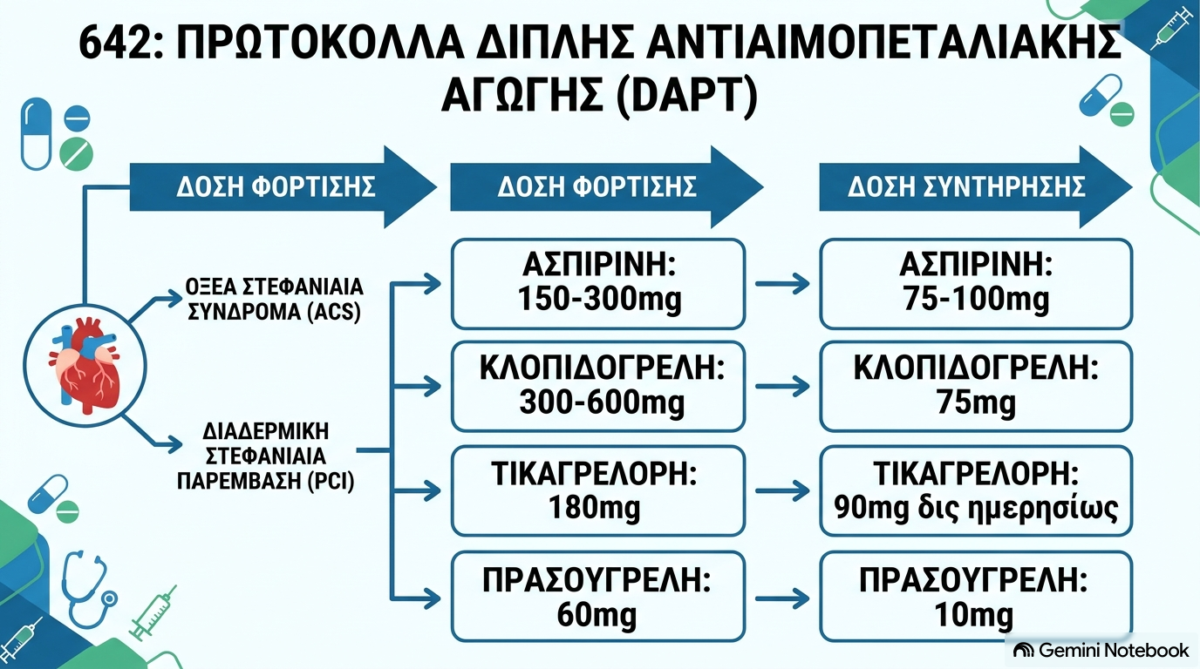 642: ΠΡΩΤΟΚΟΛΛΑ ΔΙΠΛΗΣ ΑΝΤΙΑΙΜΟΠΕΤΑΛΙΑΚΗΣ
ΑΓΩΓΗΣ (DAPT)
ΔΟΣΗ ΦΟΡΤΙΣΗΣ
ΟΞΕΑ ΣΤΕΦΑΝΙΑΙΑ
ΣΥΝΔΡΟΜΑ (ACS)
ΔΙΑΔΕΡΜΙΚΗ
ΣΤΕΦΑΝΙΑΙΑ
ΠΑΡΕΜΒΑΣΗ (PCI)
ΔΟΣΗ ΦΟΡΤΙΣΗΣ
ΑΣΠΙΡΙΝΗ:
150-300mg
ΚΛΟΠΙΔΟΓΡΕΛΗ:
300-600mg
ΤΙΚΑΓΡΕΛΟΡΗ:
180mg
ΠΡΑΣΟΥΓΡΕΛΗ:
60mg
ΔΟΣΗ ΣΥΝΤΗΡΗΣΗΣ
ΑΣΠΙΡΙΝΗ:
75-100mg
ΚΛΟΠΙΔΟΓΡΕΛΗ:
75mg
ΤΙΚΑΓΡΕΛΟΡΗ:
90mg δις ημερησίως
ΠΡΑΣΟΥΓΡΕΛΗ:
10mg
Gemini Notebook